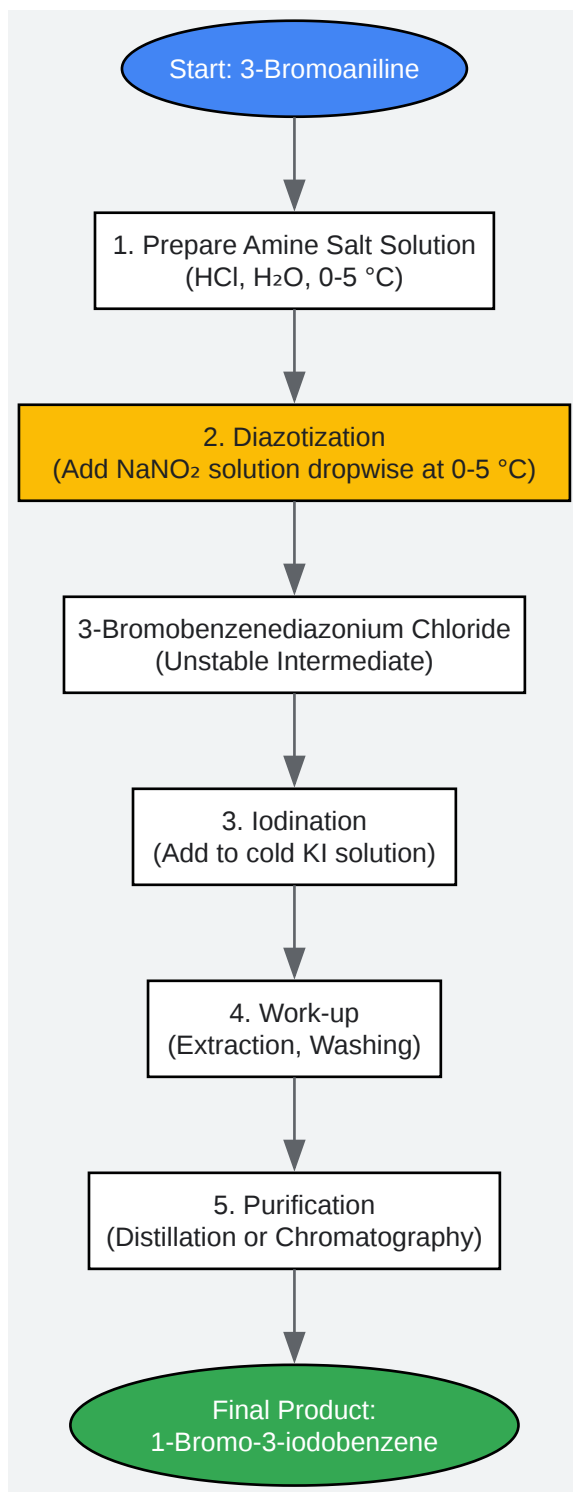 Start: 3-Bromoaniline
1. Prepare Amine Salt Solution
(HCl, H₂O, 0-5 °C)
2. Diazotization
(Add NaNO₂ solution dropwise at 0-5 °C)
3-Bromobenzenediazonium Chloride
(Unstable Intermediate)
3. Iodination
(Add to cold KI solution)
4. Work-up
(Extraction, Washing)
5. Purification
(Distillation or Chromatography)
Final Product:
1-Bromo-3-iodobenzene